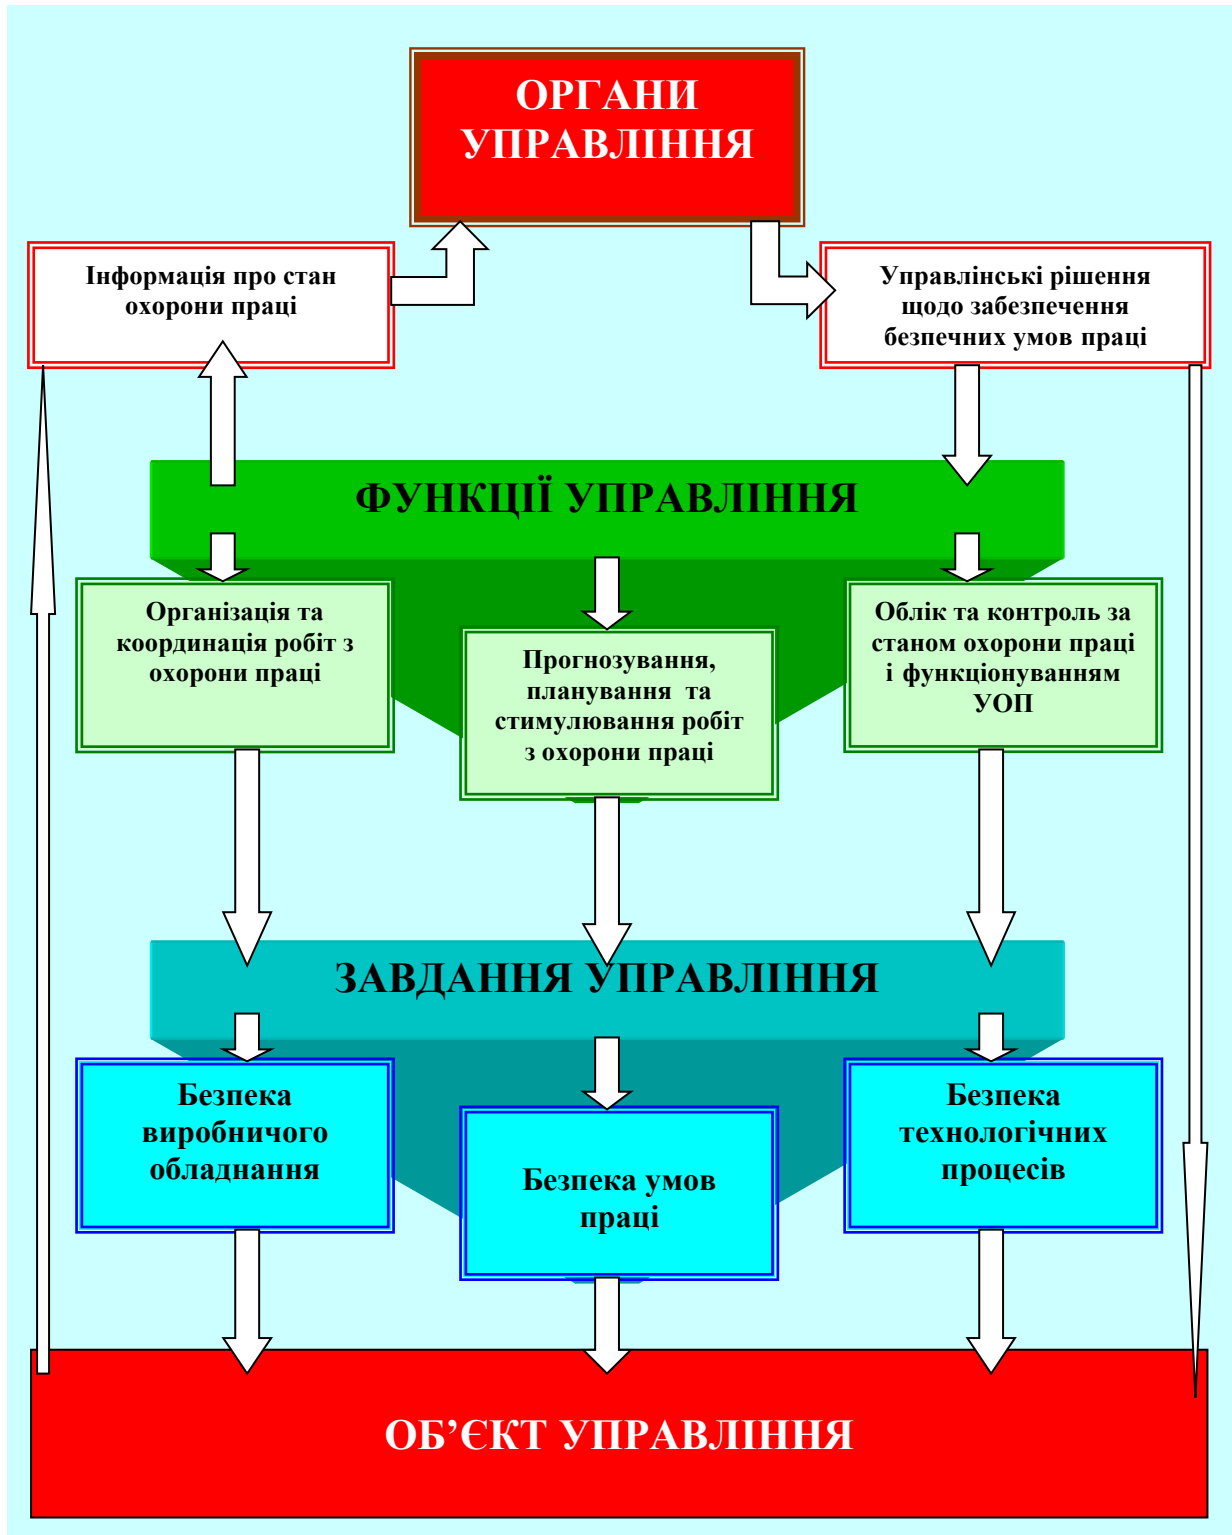 ОРГАНИ
УПРАВЛІННЯ
Інформація про стан
охорони праці
Управлінські рішення
щодо забезпечення
безпечних умов праці
ФУНКЦІЇ УПРАВЛІННЯ
Організація та
координація робіт з
охорони праці
Прогнозування,
планування та
стимулювання робіт
з охорони праці
Облік та контроль за
станом охорони праці
і функціонуванням
УОП
ЗАВДАННЯ УПРАВЛІННЯ
Безпека
виробничого
обладнання
Безпека умов
праці
Безпека
технологічних
процесів
ОБ’ЄКТ УПРАВЛІННЯ